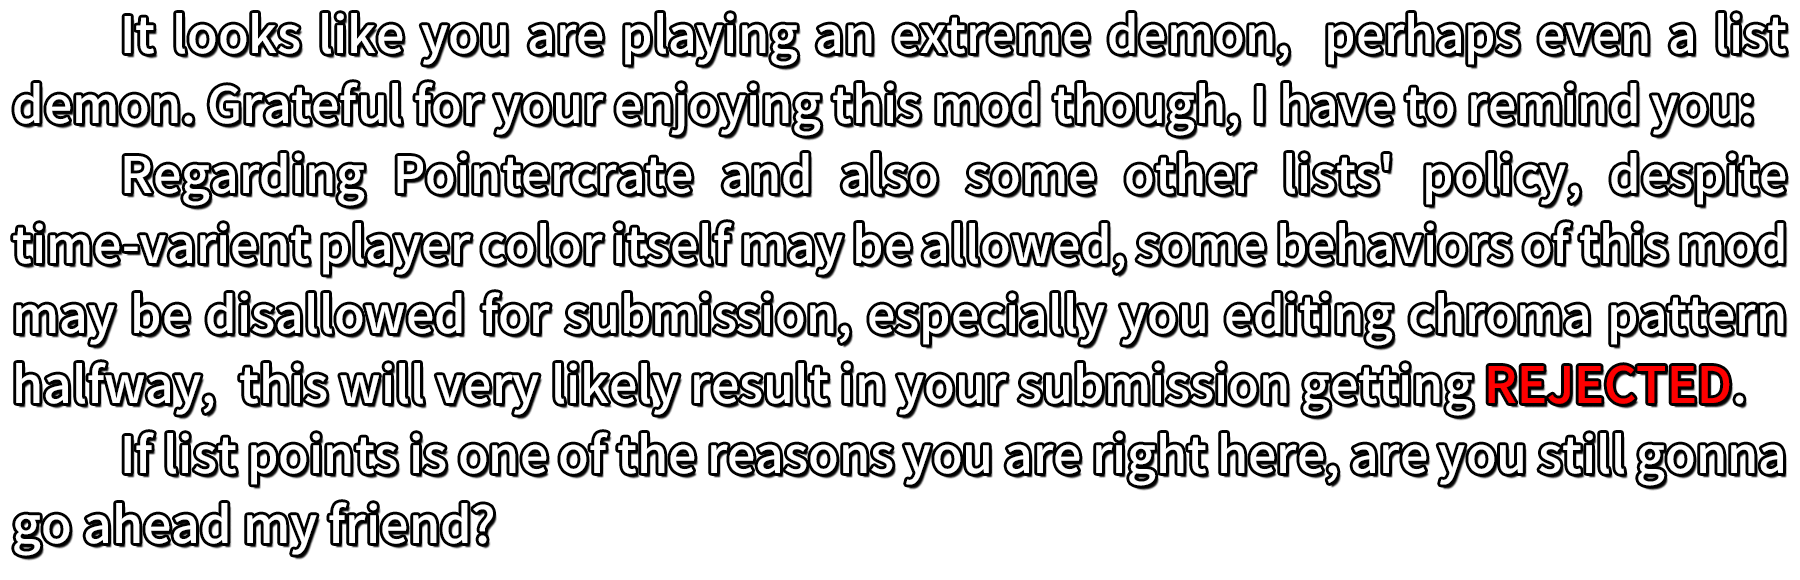 It looks like you are playing an extreme demon, perhaps even a list
demon. Grateful for your enjoying this mod though, I have to remind you:
Regarding Pointercrate and also some other lists' policy, despite
time-varient player color itself may be allowed, some behaviors of this mod
may be disallowed for submission, especially you editing chroma pattern
halfway, this will very likely result in your submission getting REJECTED.
If list points is one of the reasons you are right here, are you still gonna
go ahead my friend?